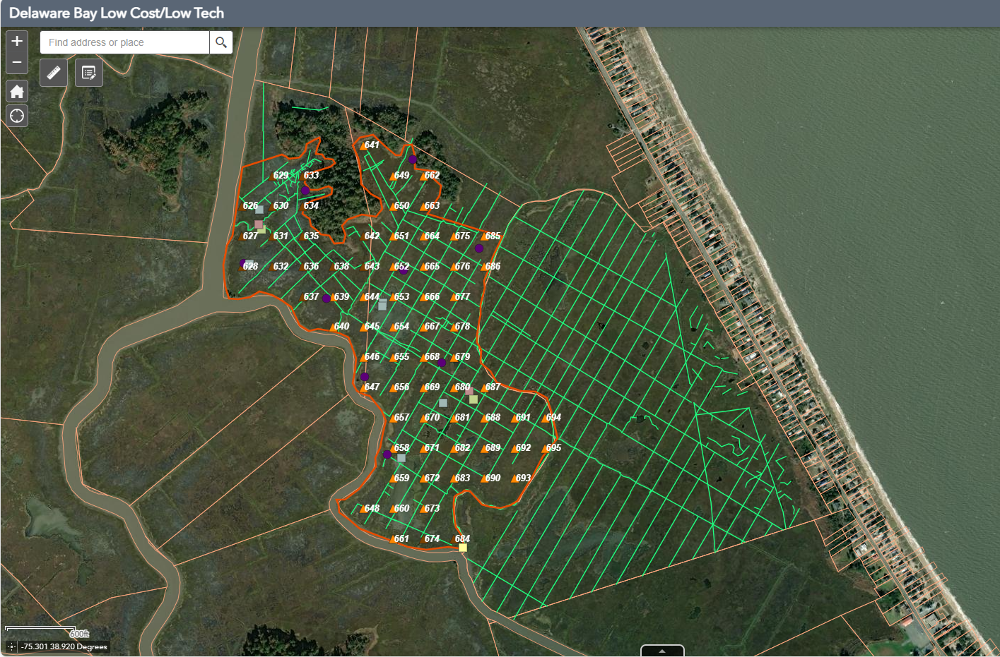 Delaware Bay Low Cost/Low Tech
+
Find address or place
−
641
629 633 649 662
626 630 634 650 663
627 631 635 642 651 664 675 685
628 632 636 638 643 652 665 676 686
637 639 644 653 666 677
640 645 654 667 678
646 655 668 679
647 656 669 680 687
657 670 681 688 691 694
658 671 682 689 692 695
659 672 683 690 693
648 660 673
661 674 684
600ft
-75.301 38.920 Degrees